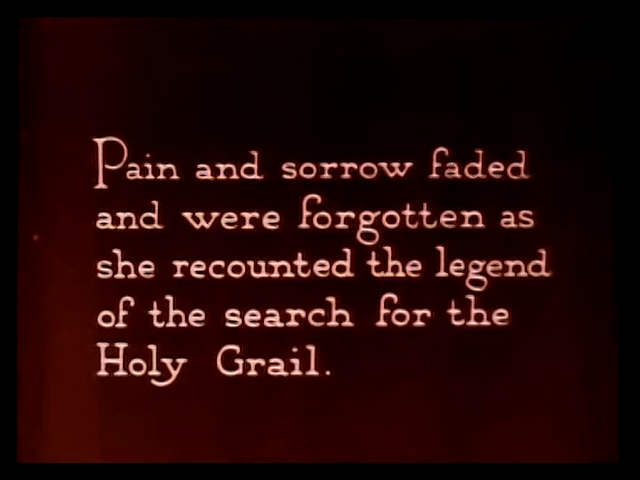 Pain and sorrow faded
and were forgotten as
she recounted the legend
of the search for the
Holy Grail.